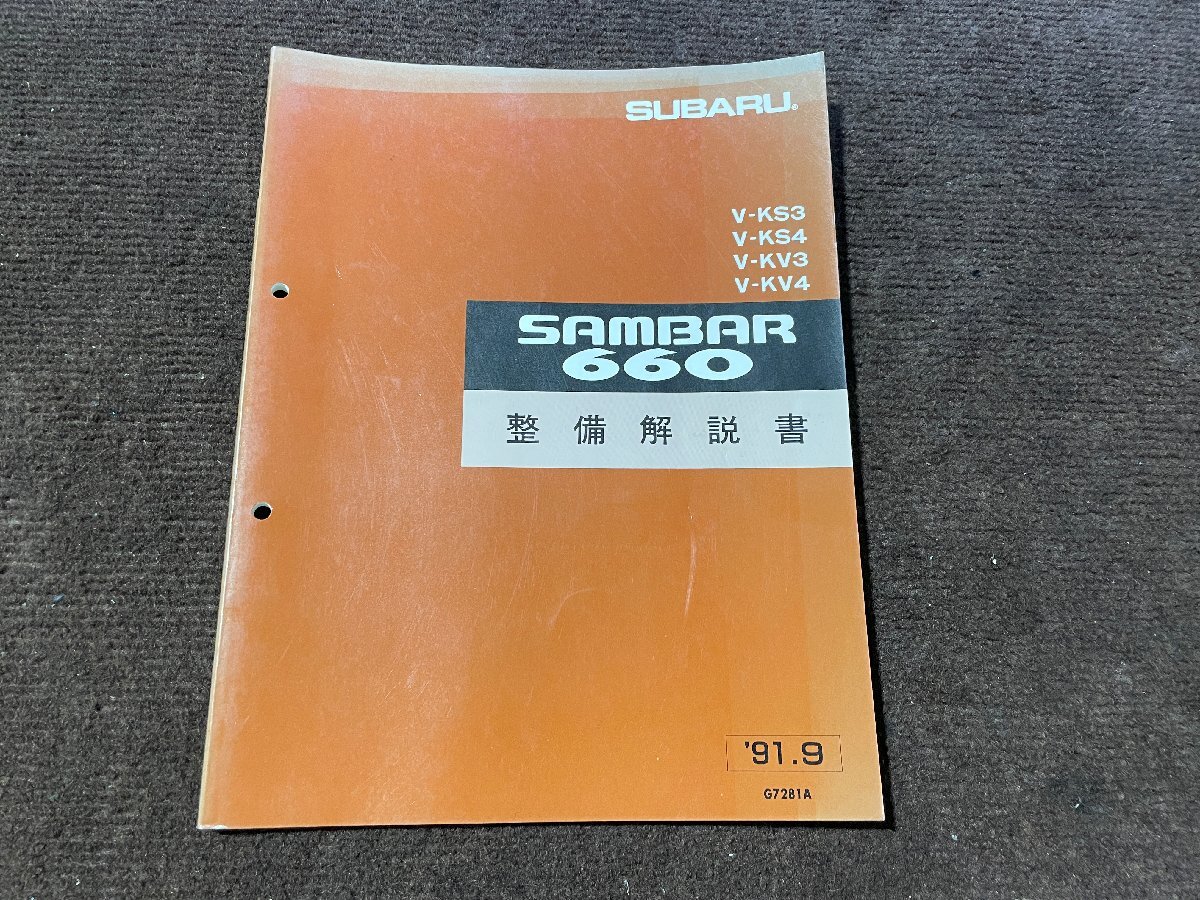 SUBARU®
V-KS3
V-KS4
V-KV3
V-KV4
SAMBAR
660
整備解説書
'91.9
G7281A